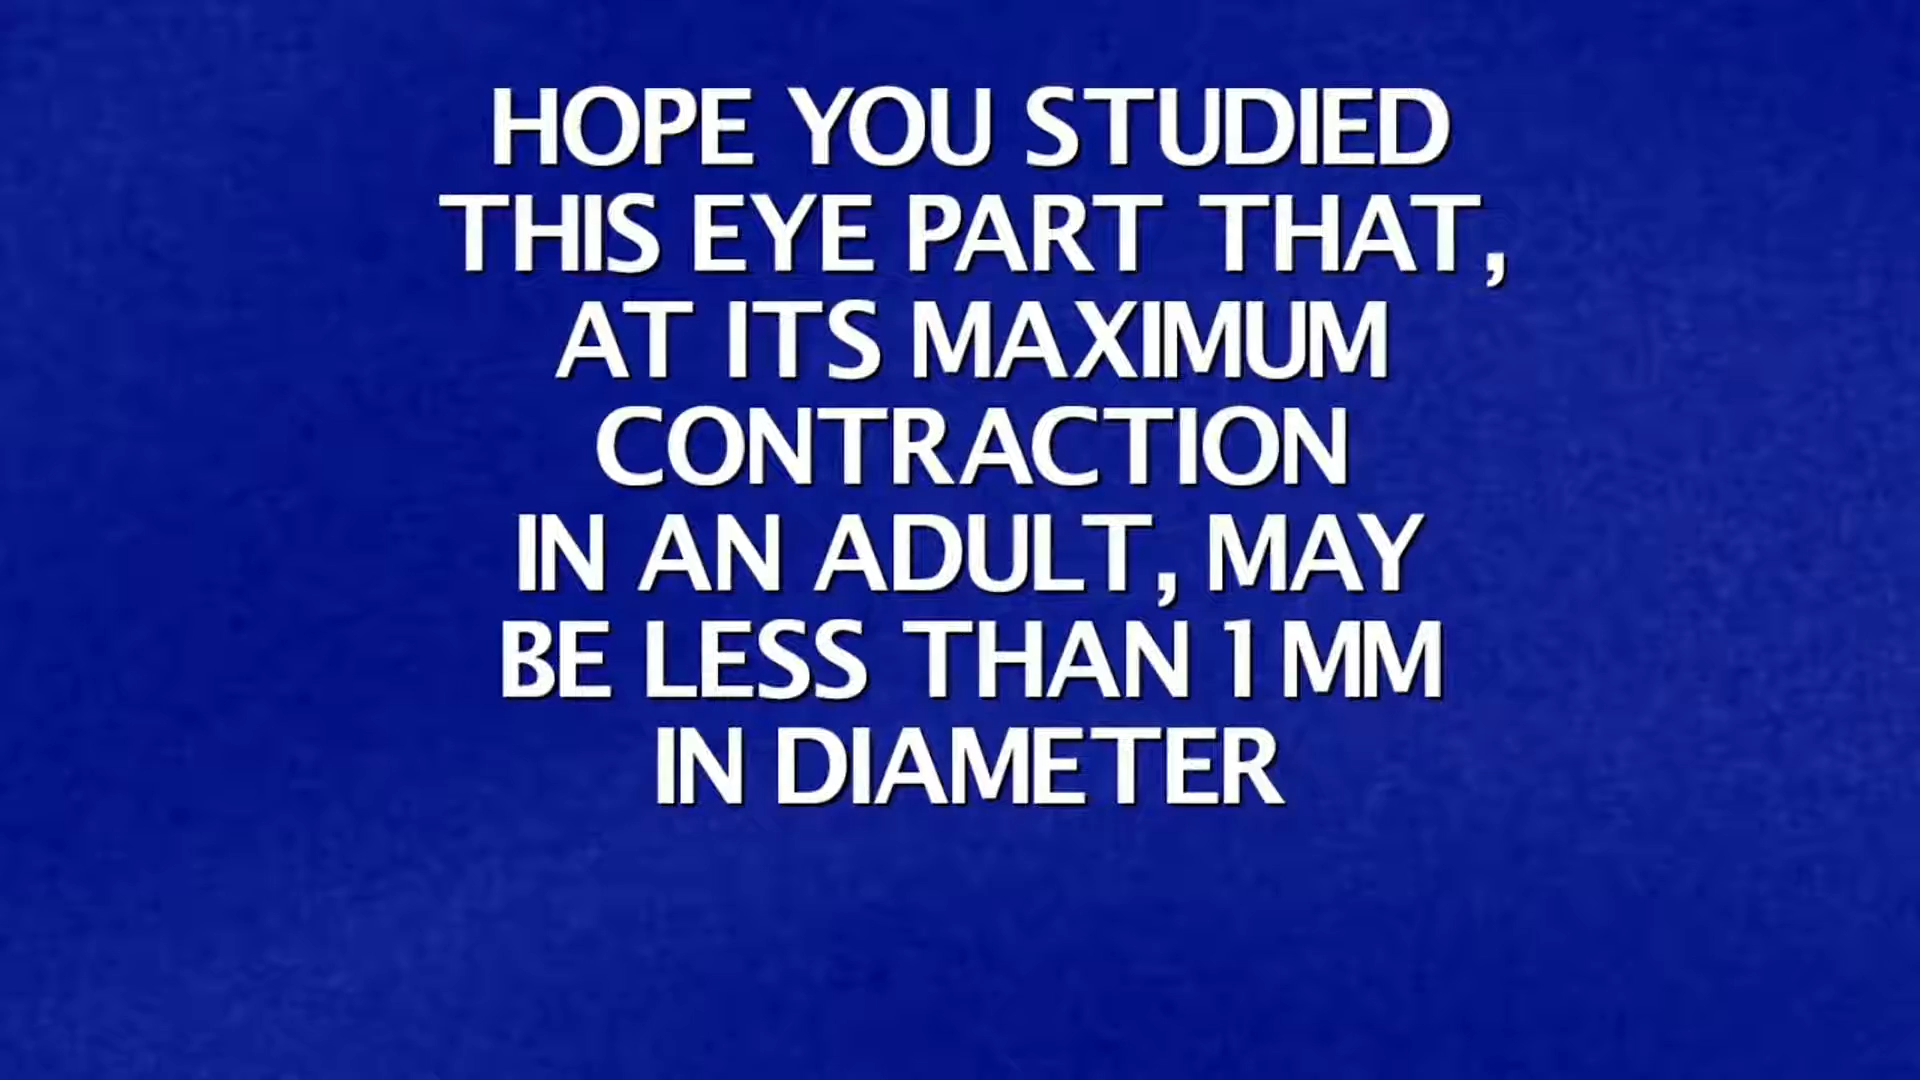 HOPE YOU STUDIED
THIS EYE PART THAT,
AT ITS MAXIMUM
CONTRACTION
IN AN ADULT, MAY
BE LESS THAN 1 MM
IN DIAMETER